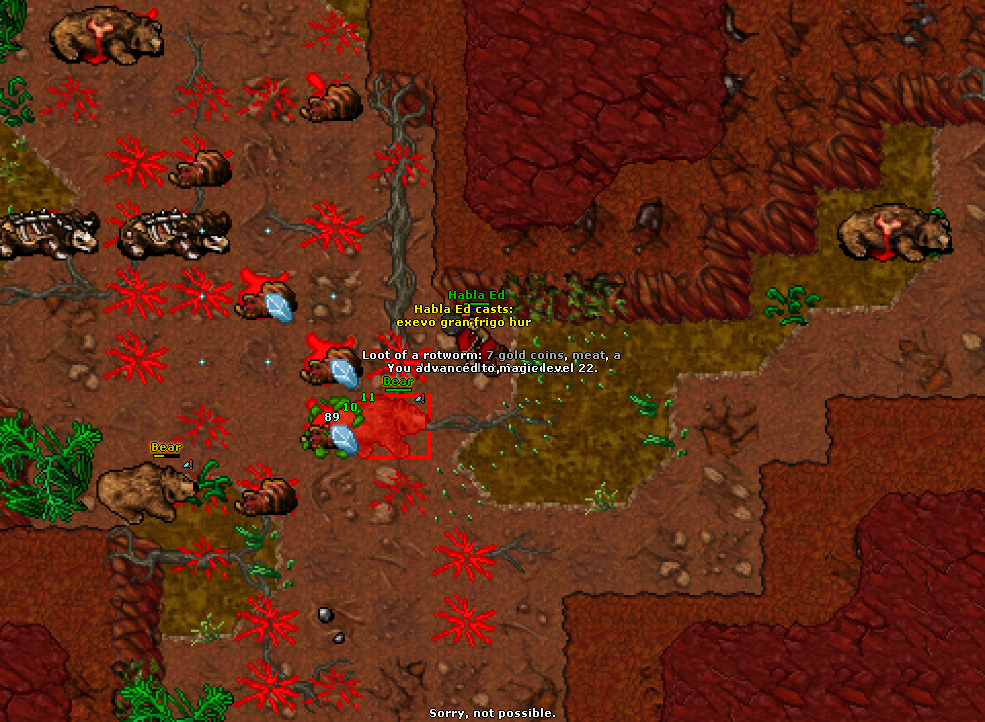 Habla Ed
Habla Ed casts:
exevo gran frigo hur
Loot of a rotworm: 7 gold coins, meat, a
You advanced to magic level 22.
Bear
11
10
89
Bear
Sorry, not possible.